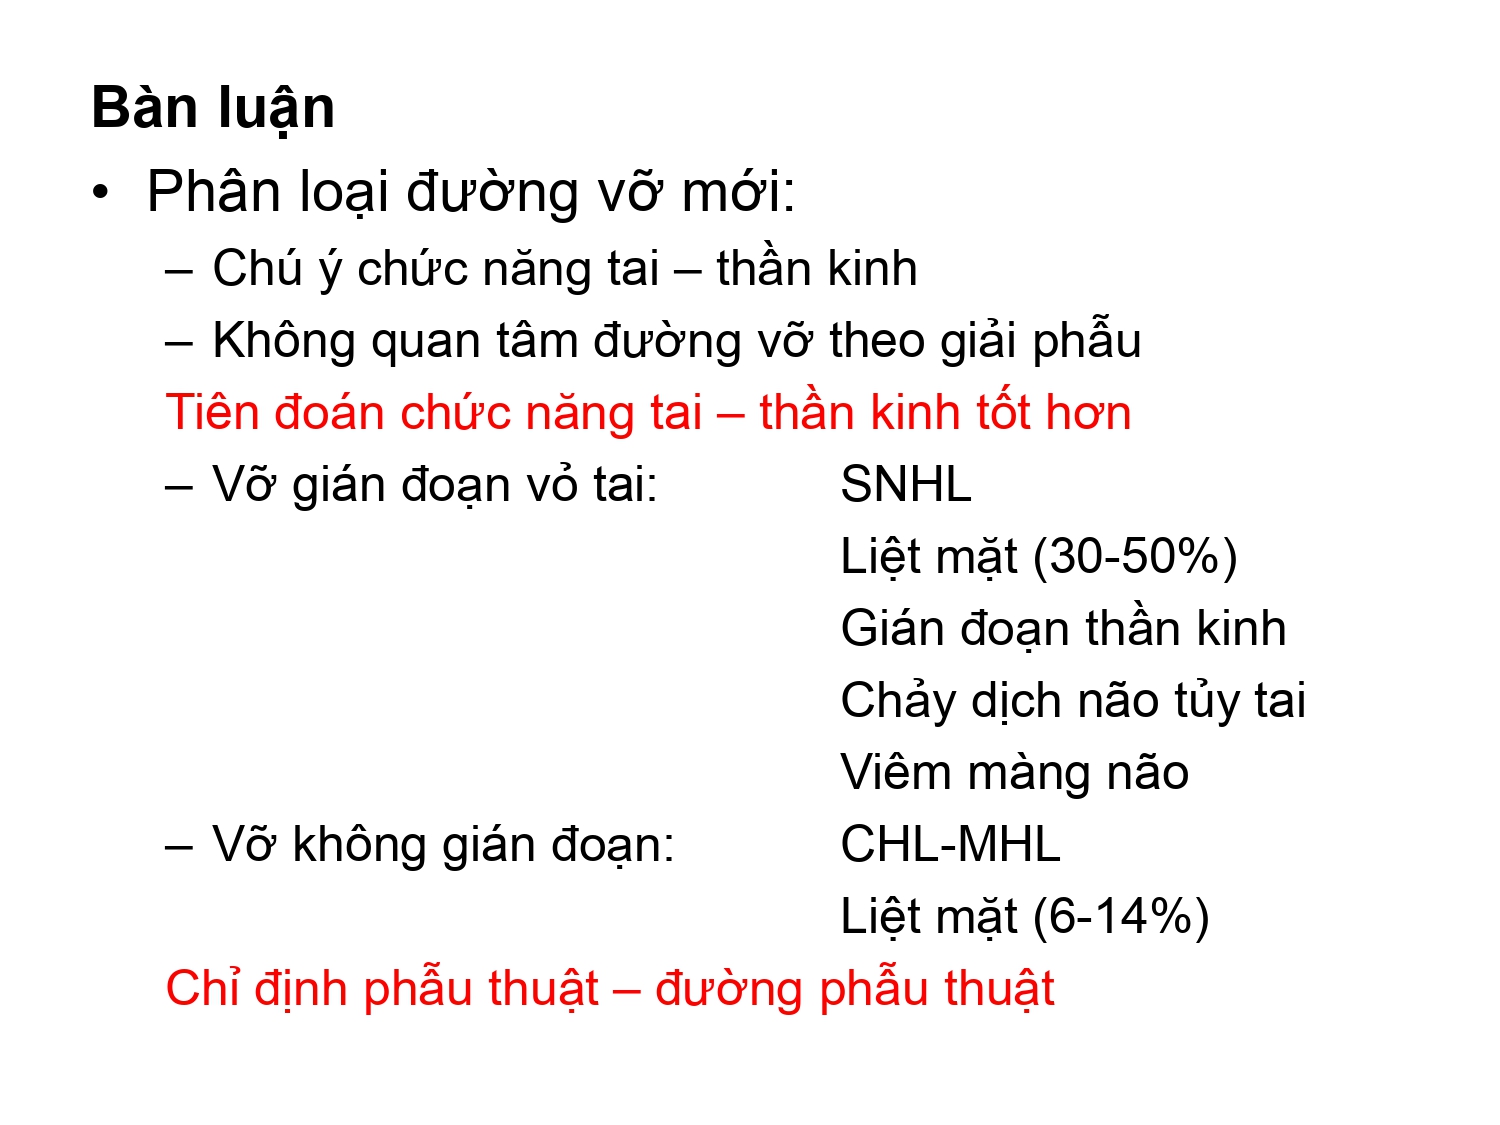 Bàn luận
• Phân loại đường vỡ mới:
– Chú ý chức năng tai – thần kinh
– Không quan tâm đường vỡ theo giải phẫu
Tiên đoán chức năng tai – thần kinh tốt hơn
– Vỡ gián đoạn vỏ tai: SNHL
Liệt mặt (30-50%)
Gián đoạn thần kinh
Chảy dịch não tủy tai
Viêm màng não
– Vỡ không gián đoạn: CHL-MHL
Liệt mặt (6-14%)
Chỉ định phẫu thuật – đường phẫu thuật